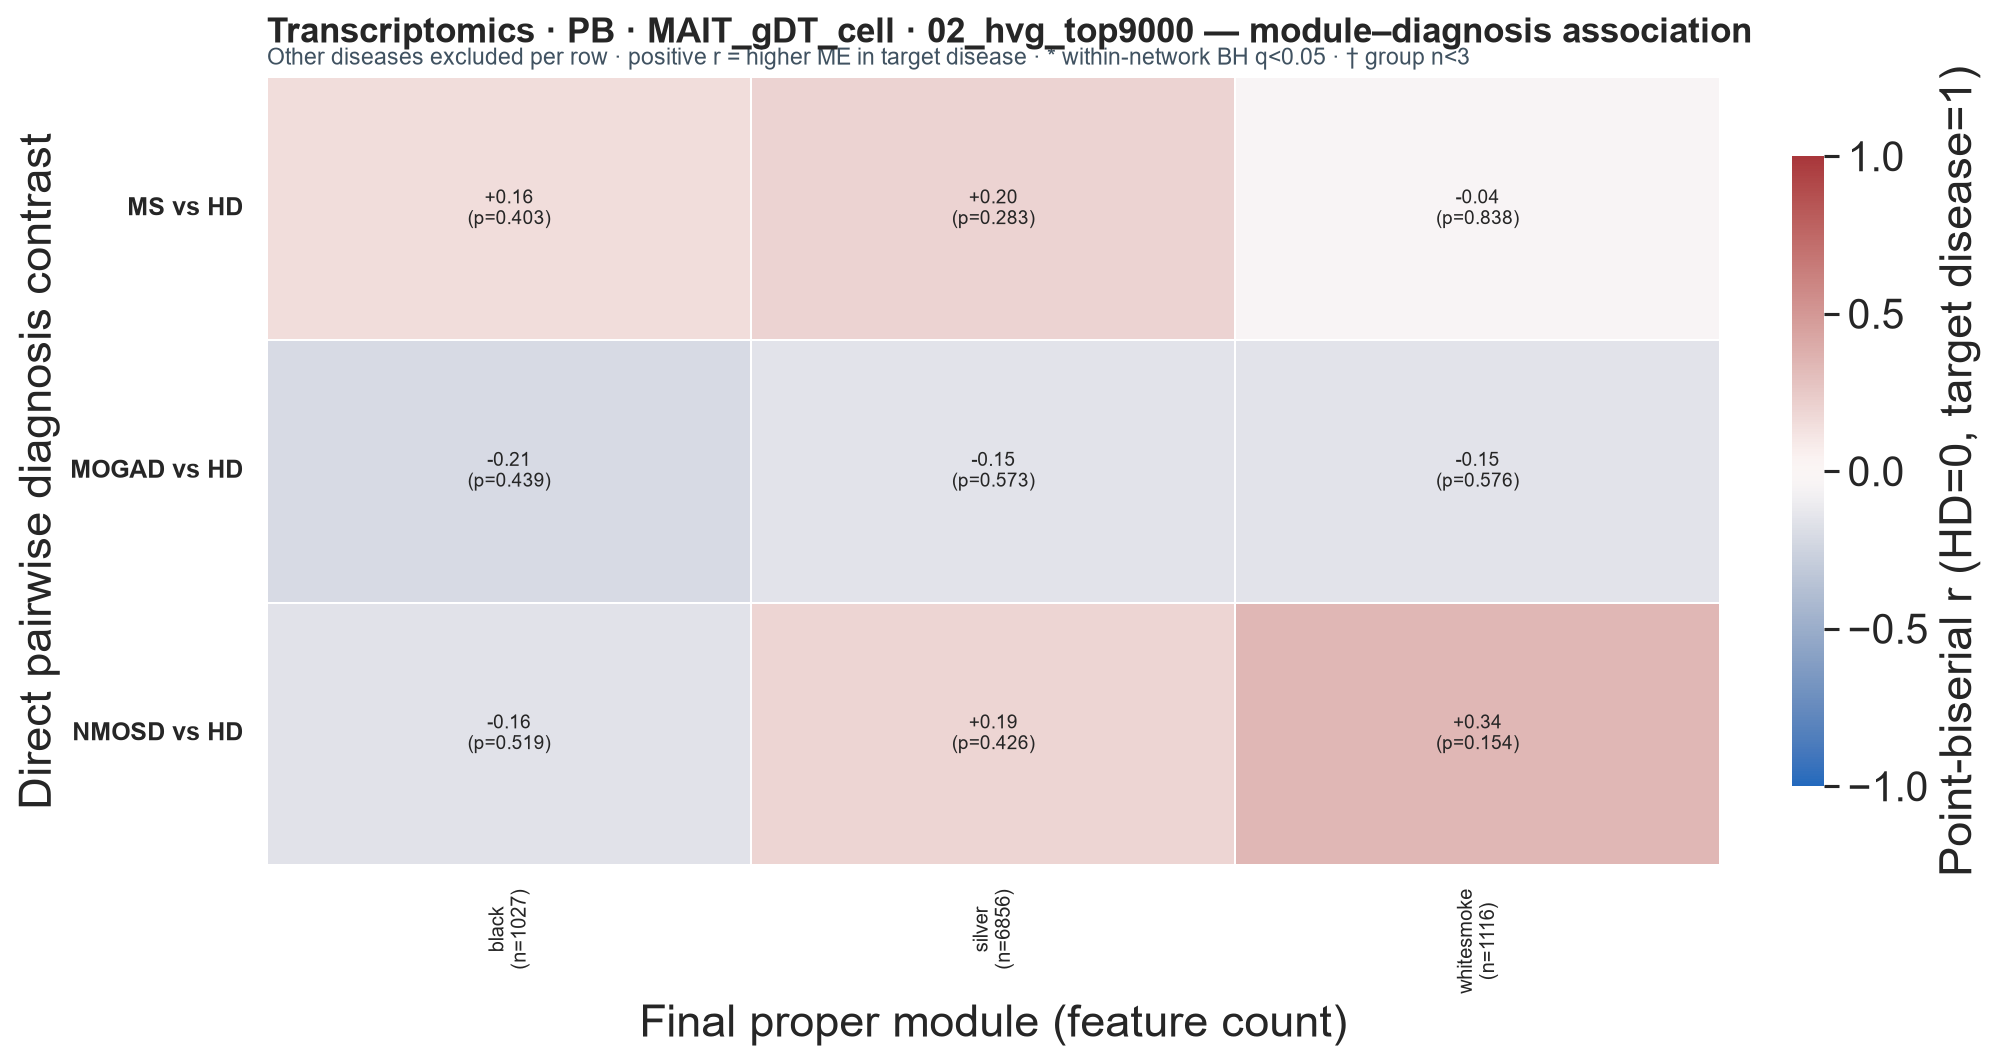 Transcriptomics · PB · MAIT_gDT_cell · 02_hvg_top9000 — module–diagnosis association
Other diseases excluded per row · positive r = higher ME in target disease · * within-network BH q<0.05 · † group n<3
Direct pairwise diagnosis contrast
MS vs HD
+0.16
(p=0.403)
+0.20
(p=0.283)
-0.04
(p=0.838)
MOGAD vs HD
-0.21
(p=0.439)
-0.15
(p=0.573)
-0.15
(p=0.576)
NMOSD vs HD
-0.16
(p=0.519)
+0.19
(p=0.426)
+0.34
(p=0.154)
black
(n=1027)
silver
(n=6856)
whitesmoke
(n=1116)
Final proper module (feature count)
1.0
0.5
0.0
−0.5
−1.0
Point-biserial r (HD=0, target disease=1)